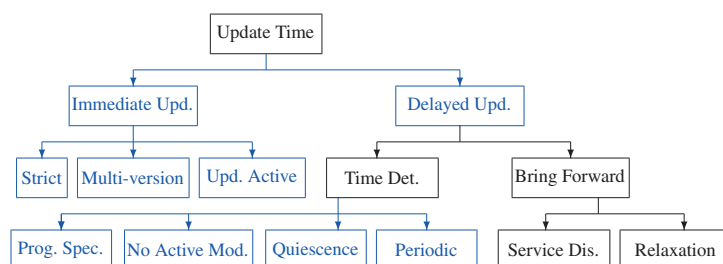 Update Time
Immediate Upd.
Delayed Upd.
Strict
Multi-version
Upd. Active
Time Det.
Bring Forward
Prog. Spec.
No Active Mod.
Quiescence
Periodic
Service Dis.
Relaxation